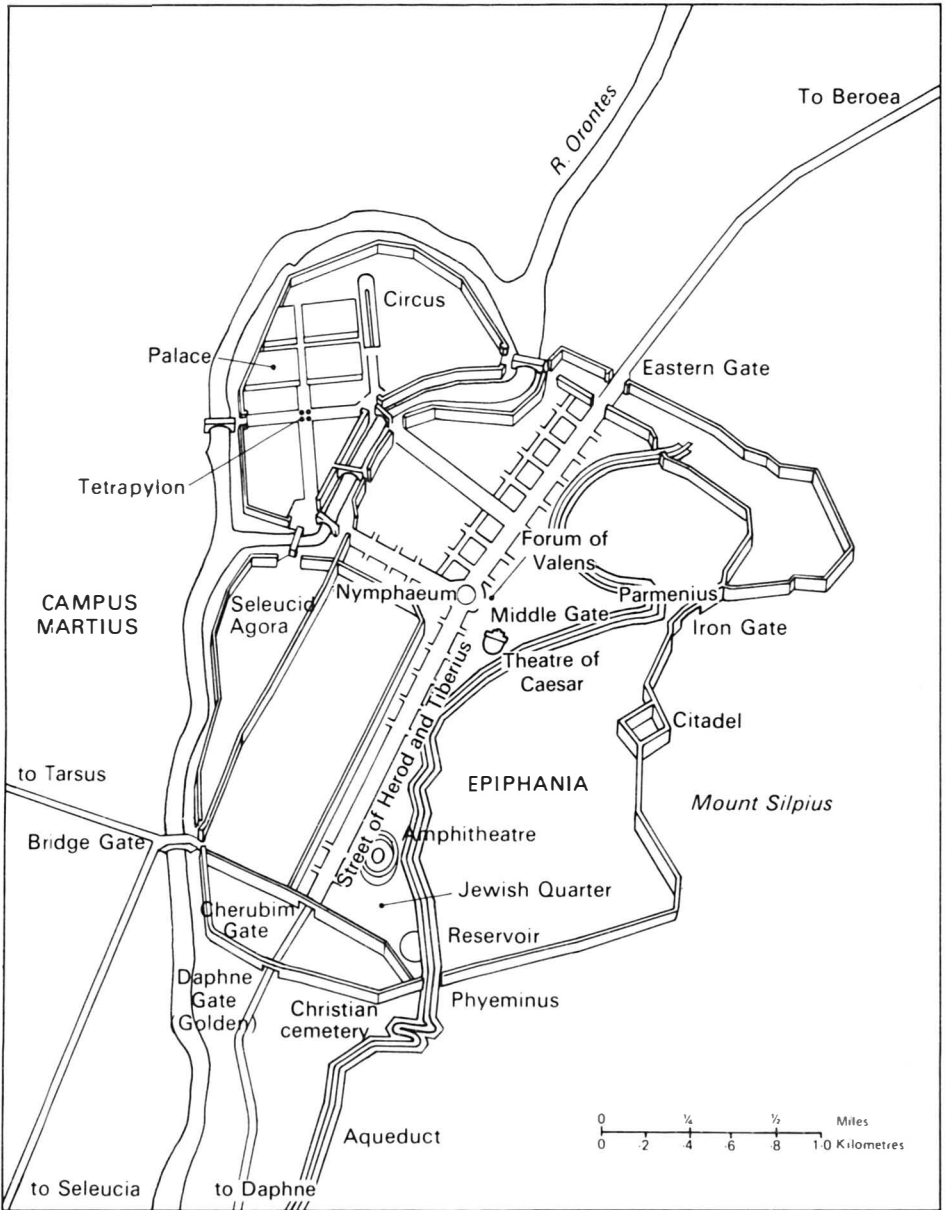 R. Orontes
To Beroea
Circus
Palace
Eastern Gate
Tetrapylon
Forum of
Valens
CAMPUS
MARTIUS
Seleucid
Agora
Nymphaeum
Middle Gate
Parmenius
Iron Gate
Theatre of
Caesar
Street of Herod and Tiberius
Citadel
to Tarsus
EPIPHANIA
Mount Silpius
Bridge Gate
Amphitheatre
Jewish Quarter
Cherubim
Gate
Reservoir
Daphne
Gate
(Golden)
Christian
cemetery
Phyeminus
Aqueduct
0 ¼ ½ Miles
0 ·2 ·4 ·6 ·8 1·0 Kilometres
to Seleucia
to Daphne